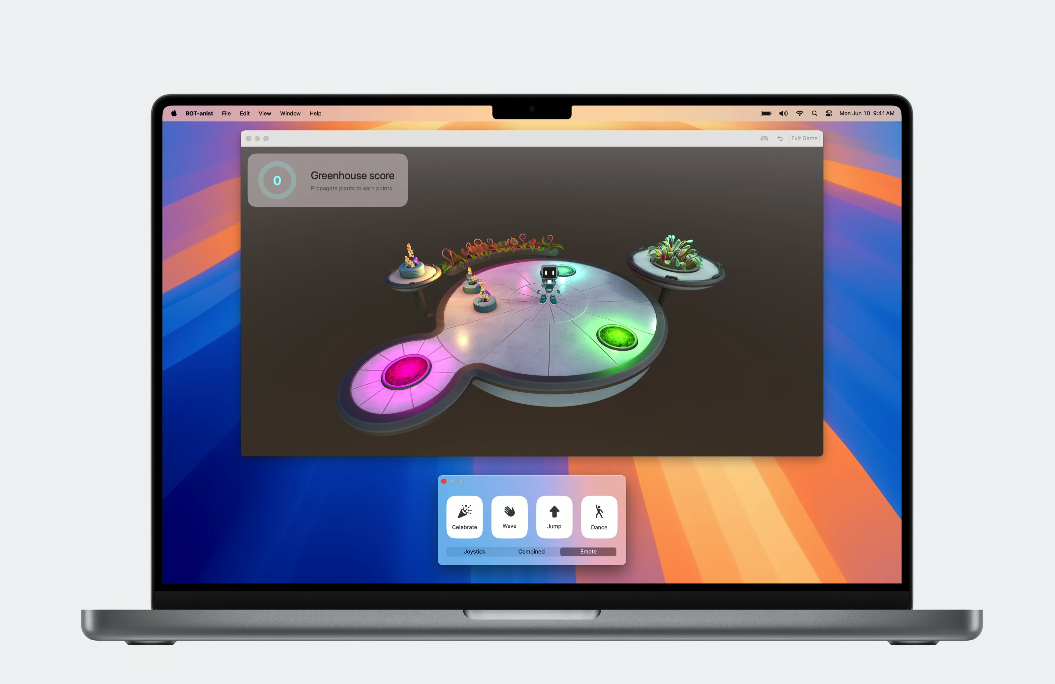 BOT-anist File Edit View Window Help
Mon Jun 10 9:41 AM
Exit Game
0
Greenhouse score
Propagate plants to earn points
Celebrate
Wave
Jump
Dance
Joystick
Combined
Emote